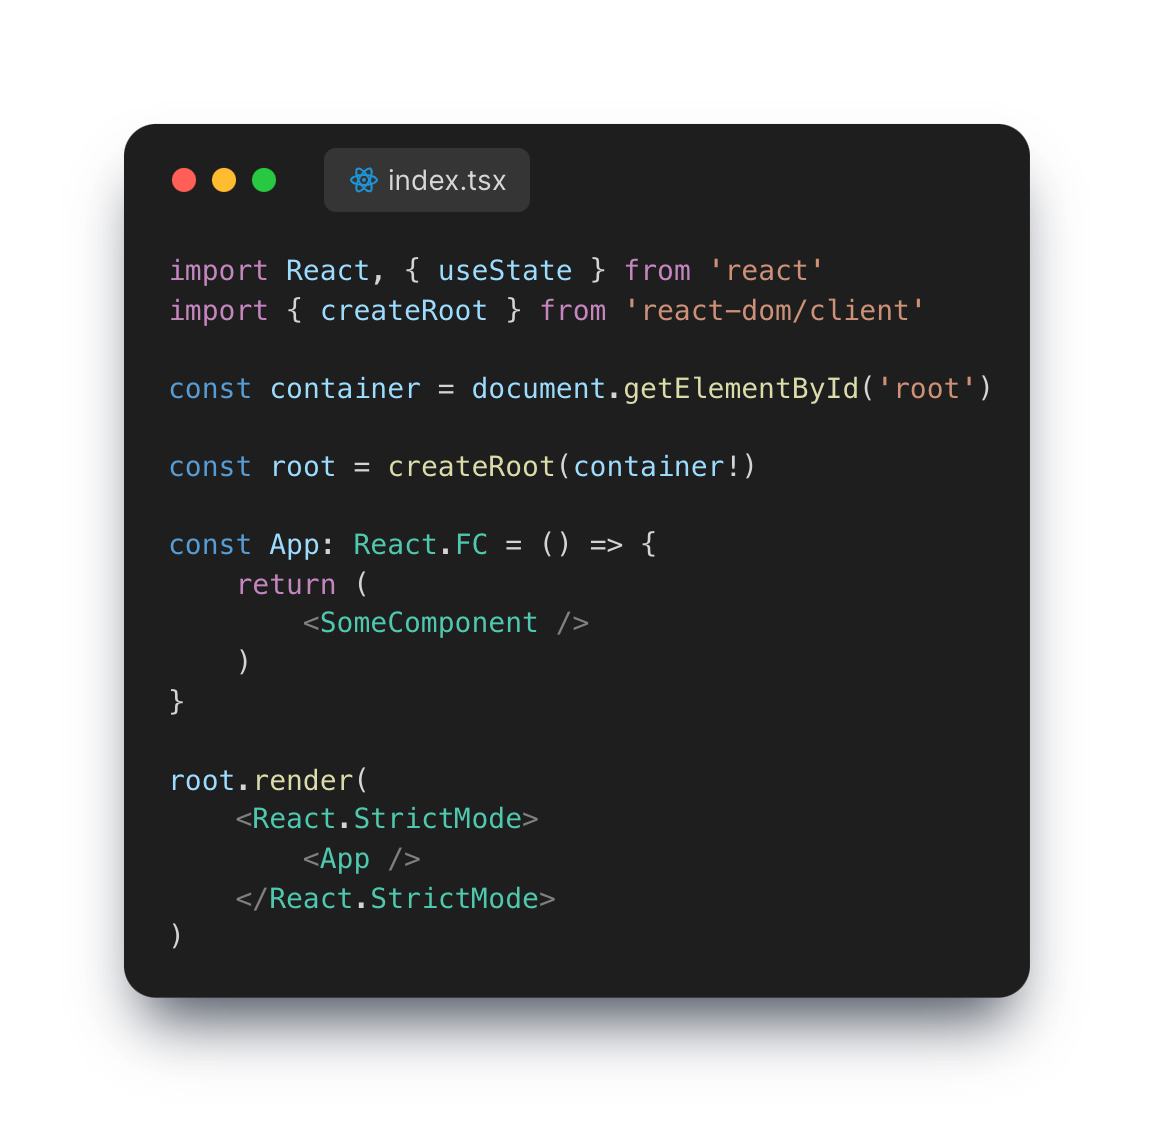 index.tsx
import React, { useState } from 'react'
import { createRoot } from 'react-dom/client'
const container = document.getElementById('root')
const root = createRoot(container!)
const App: React.FC = () => {
    return (
        <SomeComponent />
    )
}
root.render(
    <React.StrictMode>
        <App />
    </React.StrictMode>
)